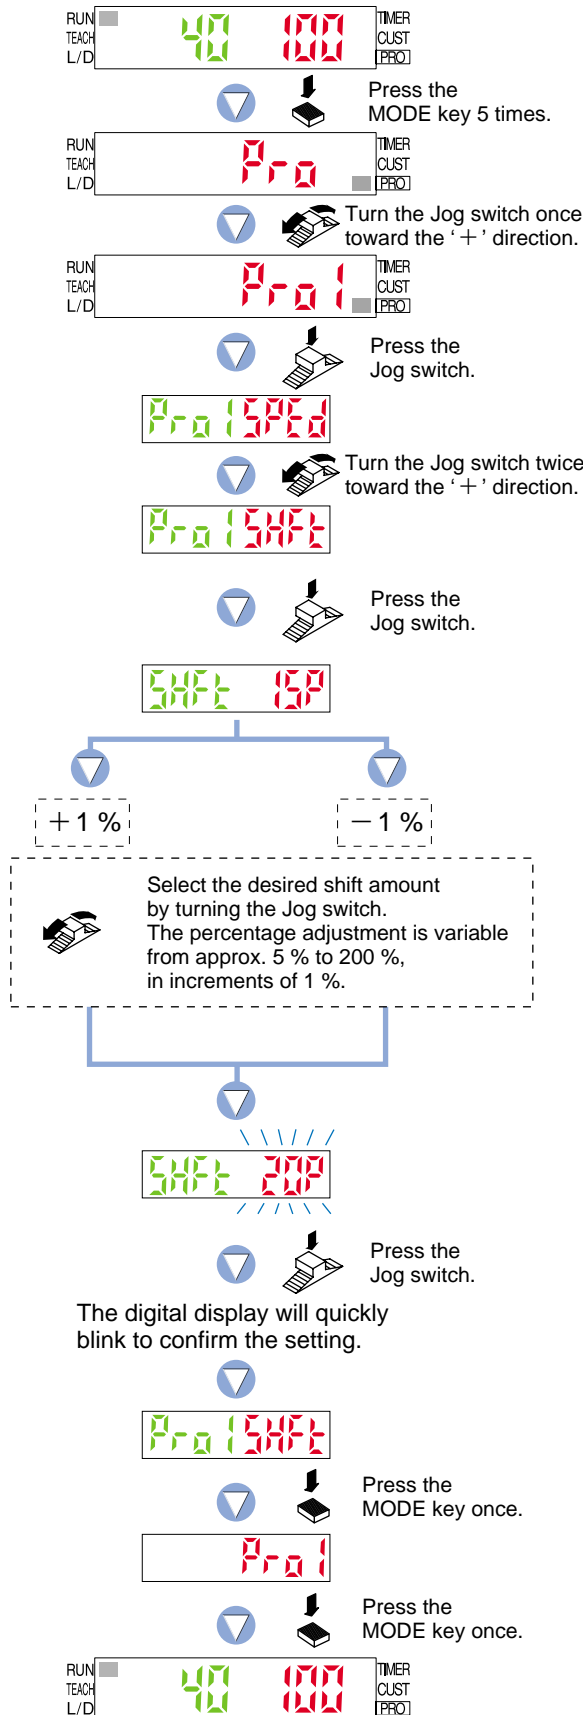 RUN 40 100 TIMER
TEACH CUST
L/D PRO
Press the
MODE key 5 times.
RUN Pro TIMER
TEACH CUST
L/D PRO
Turn the Jog switch once
toward the ‘＋’ direction.
RUN Pro1 TIMER
TEACH CUST
L/D PRO
Press the
Jog switch.
Pro1 SPEd
Turn the Jog switch twice
toward the ‘＋’ direction.
Pro1 SHFt
Press the
Jog switch.
SHFt 15P
＋1 % －1 %
Select the desired shift amount
by turning the Jog switch.
The percentage adjustment is variable
from approx. 5 % to 200 %,
in increments of 1 %.
SHFt 20P
Press the
Jog switch.
The digital display will quickly
blink to confirm the setting.
Pro1 SHFt
Press the
MODE key once.
Pro1
Press the
MODE key once.
RUN 40 100 TIMER
TEACH CUST
L/D PRO